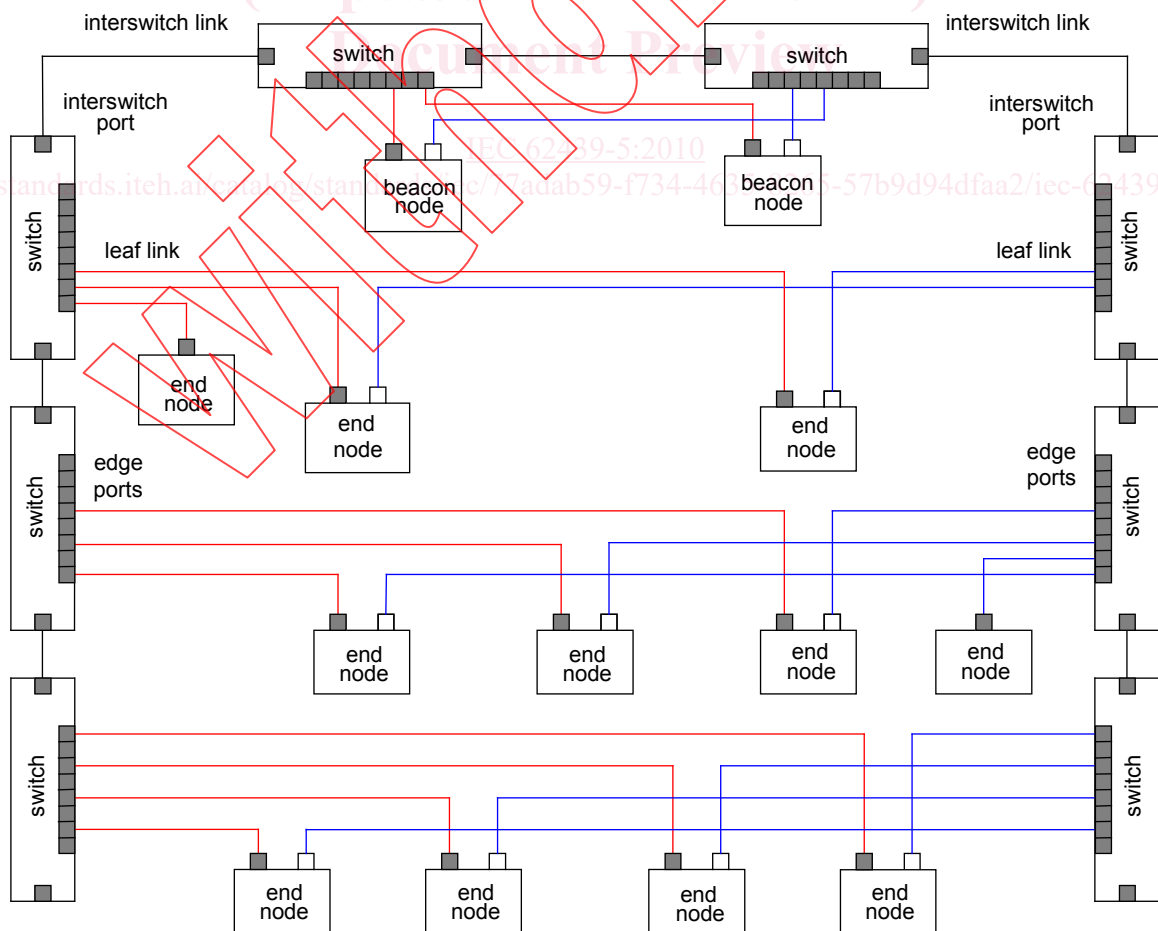 Document Preview
interswitch link
interswitch link
switch
switch
interswitch
port
interswitch
port
IEC 62439-5:2010
beacon
node
beacon
node
switch
switch
leaf link
leaf link
end
node
end
node
end
node
edge
ports
edge
ports
switch
switch
end
node
end
node
end
node
end
node
switch
switch
end
node
end
node
end
node
end
node